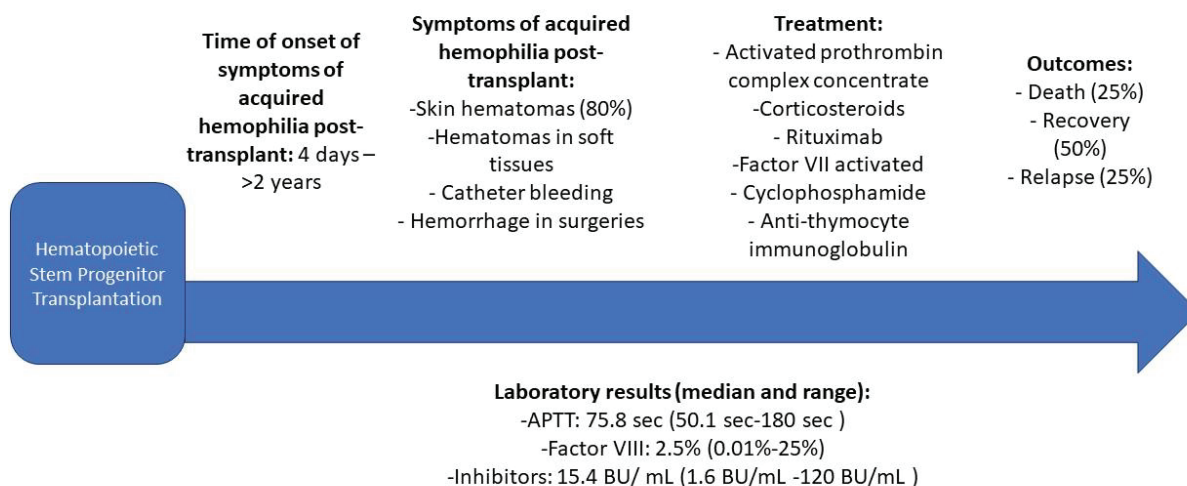 Hematopoietic
Stem Progenitor
Transplantation
Time of onset of
symptoms of
acquired
hemophilia post-
transplant: 4 days –
>2 years
Symptoms of acquired
hemophilia post-
transplant:
-Skin hematomas (80%)
-Hematomas in soft
tissues
- Catheter bleeding
- Hemorrhage in surgeries
Treatment:
- Activated prothrombin
complex concentrate
-Corticosteroids
- Rituximab
-Factor VII activated
- Cyclophosphamide
- Anti-thymocyte
immunoglobulin
Outcomes:
- Death (25%)
- Recovery
(50%)
- Relapse (25%)
Laboratory results (median and range):
-APTT: 75.8 sec (50.1 sec-180 sec )
-Factor VIII: 2.5% (0.01%-25%)
-Inhibitors: 15.4 BU/ mL (1.6 BU/mL -120 BU/mL )